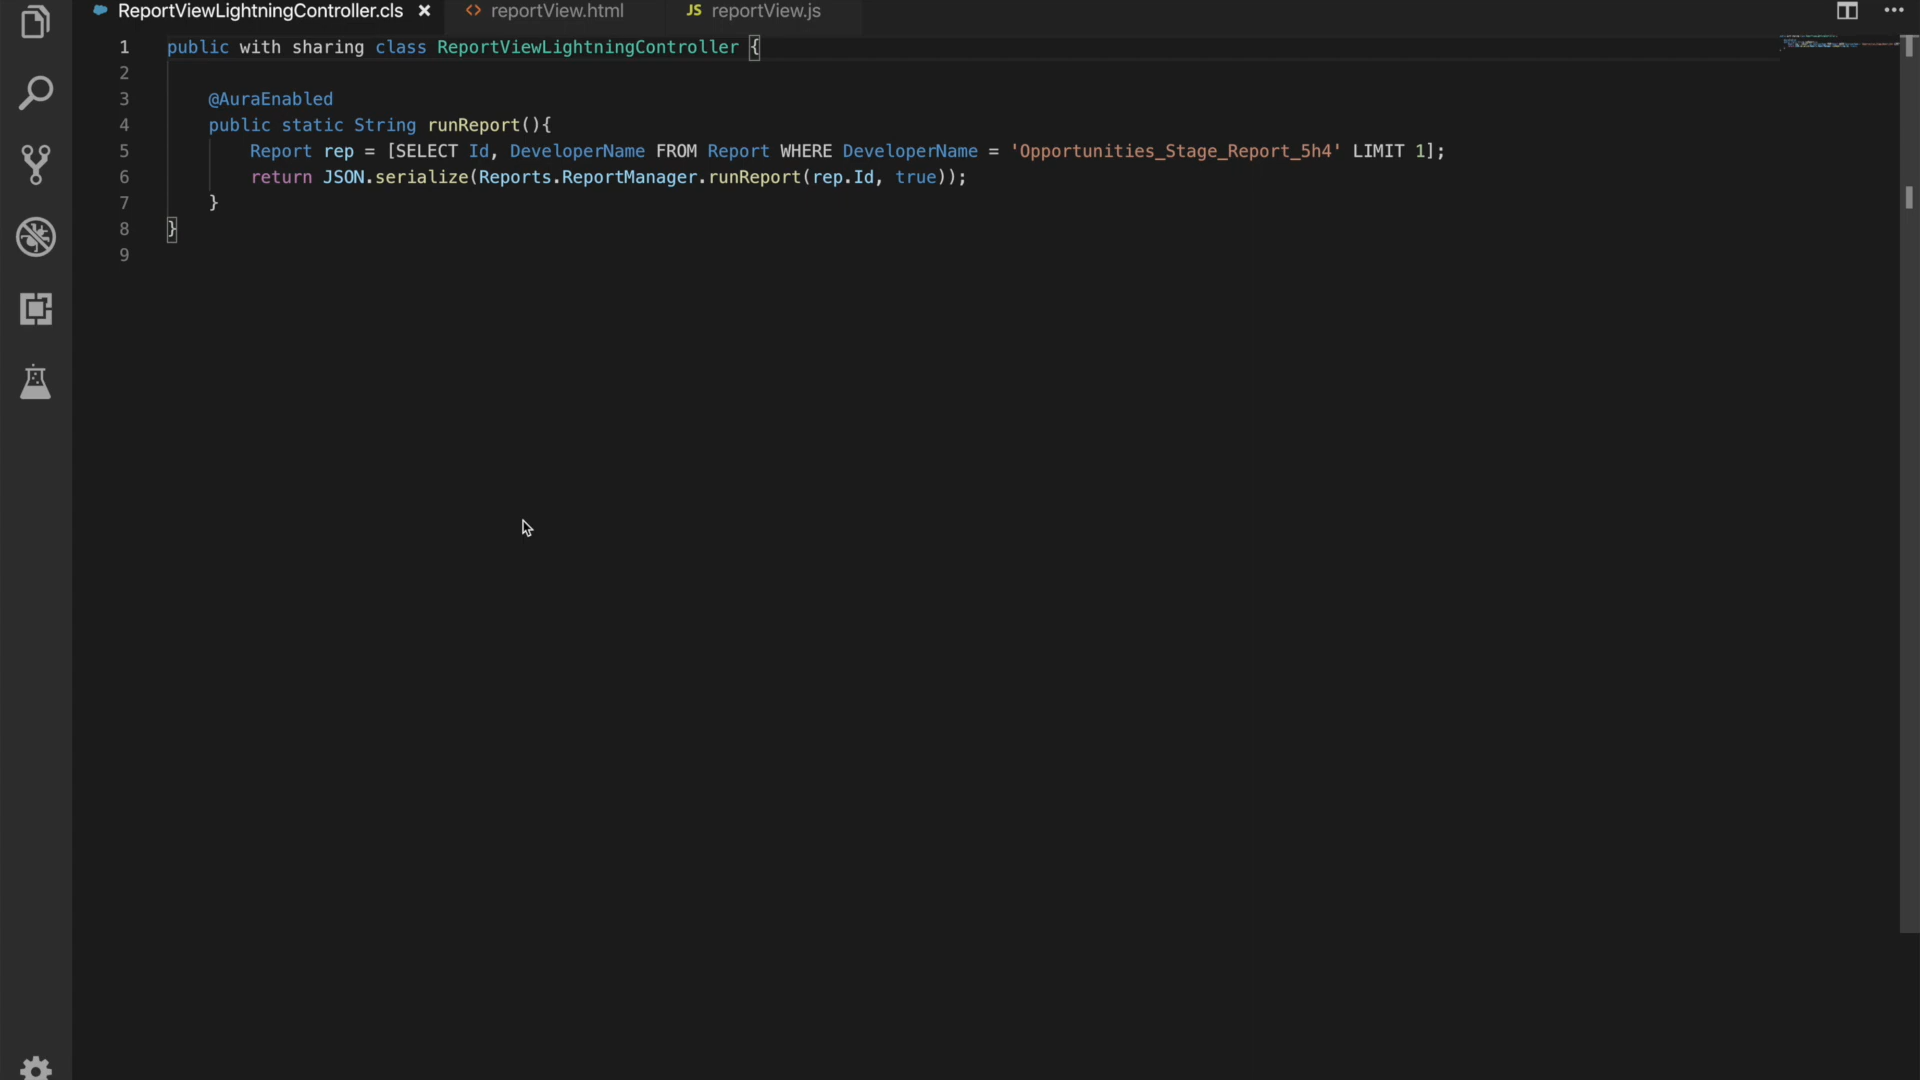 ReportViewLightningController.cls × <> reportView.html JS reportView.js
1 public with sharing class ReportViewLightningController {
2
3 @AuraEnabled
4 public static String runReport(){
5 Report rep = [SELECT Id, DeveloperName FROM Report WHERE DeveloperName = 'Opportunities_Stage_Report_5h4' LIMIT 1];
6 return JSON.serialize(Reports.ReportManager.runReport(rep.Id, true));
7 }
8 }
9